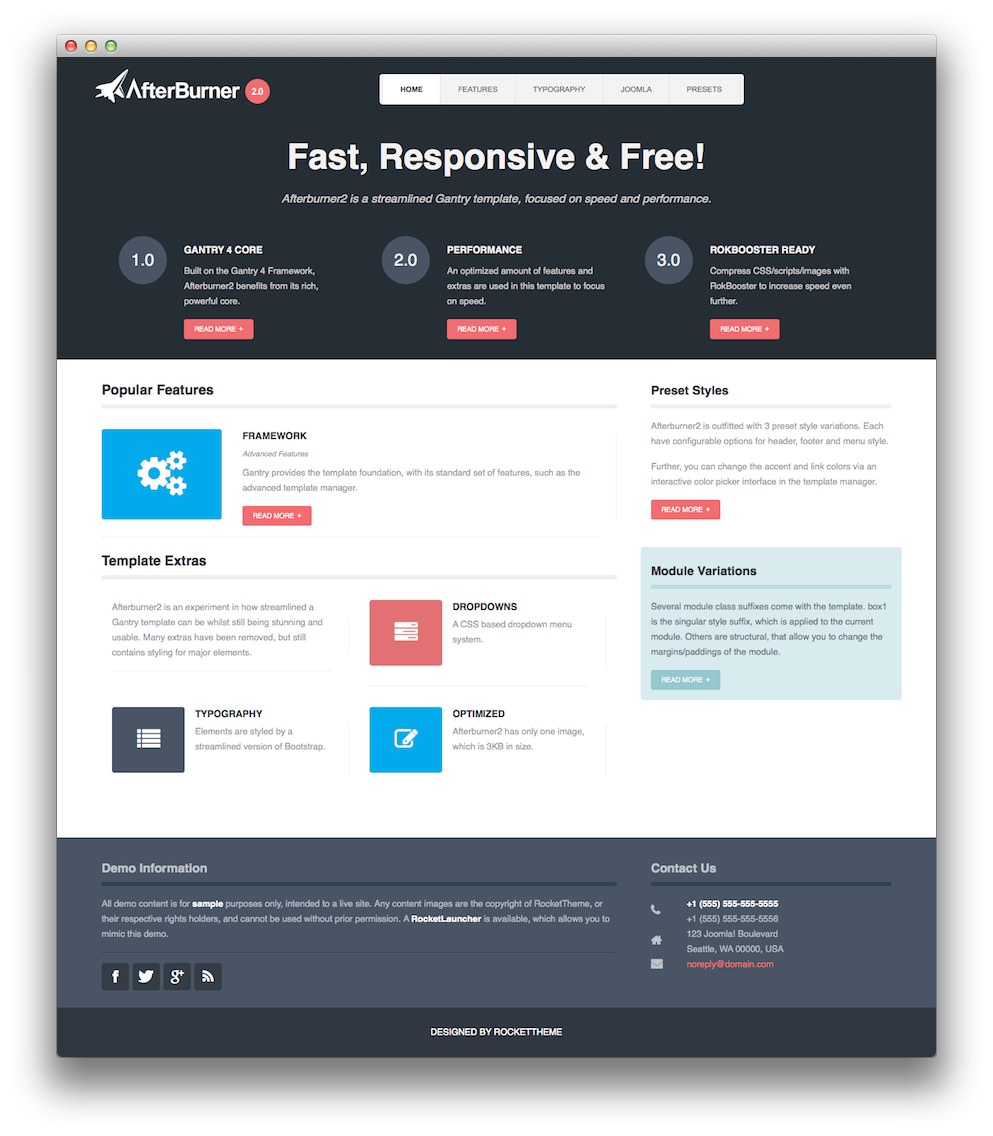 AfterBurner 2.0
HOME FEATURES TYPOGRAPHY JOOMLA PRESETS
Fast, Responsive & Free!
Afterburner2 is a streamlined Gantry template, focused on speed and performance.
1.0
GANTRY 4 CORE
Built on the Gantry 4 Framework,
Afterburner2 benefits from its rich,
powerful core.
READ MORE +
2.0
PERFORMANCE
An optimized amount of features and
extras are used in this template to focus
on speed.
READ MORE +
3.0
ROKBOOSTER READY
Compress CSS/scripts/images with
RokBooster to increase speed even
further.
READ MORE +
Popular Features
FRAMEWORK
Advanced Features
Gantry provides the template foundation, with its standard set of features, such as the
advanced template manager.
READ MORE +
Template Extras
Afterburner2 is an experiment in how streamlined a
Gantry template can be whilst still being stunning and
usable. Many extras have been removed, but still
contains styling for major elements.
DROPDOWNS
A CSS based dropdown menu
system.
TYPOGRAPHY
Elements are styled by a
streamlined version of Bootstrap.
OPTIMIZED
Afterburner2 has only one image,
which is 3KB in size.
Preset Styles
Afterburner2 is outfitted with 3 preset style variations. Each
have configurable options for header, footer and menu style.
Further, you can change the accent and link colors via an
interactive color picker interface in the template manager.
READ MORE +
Module Variations
Several module class suffixes come with the template. box1
is the singular style suffix, which is applied to the current
module. Others are structural, that allow you to change the
margins/paddings of the module.
READ MORE +
Demo Information
All demo content is for sample purposes only, intended to a live site. Any content images are the copyright of RocketTheme, or
their respective rights holders, and cannot be used without prior permission. A RocketLauncher is available, which allows you to
mimic this demo.
Contact Us
+1 (555) 555-555-5555
+1 (555) 555-555-5556
123 Joomla! Boulevard
Seattle, WA 00000, USA
noreply@domain.com
DESIGNED BY ROCKETTHEME